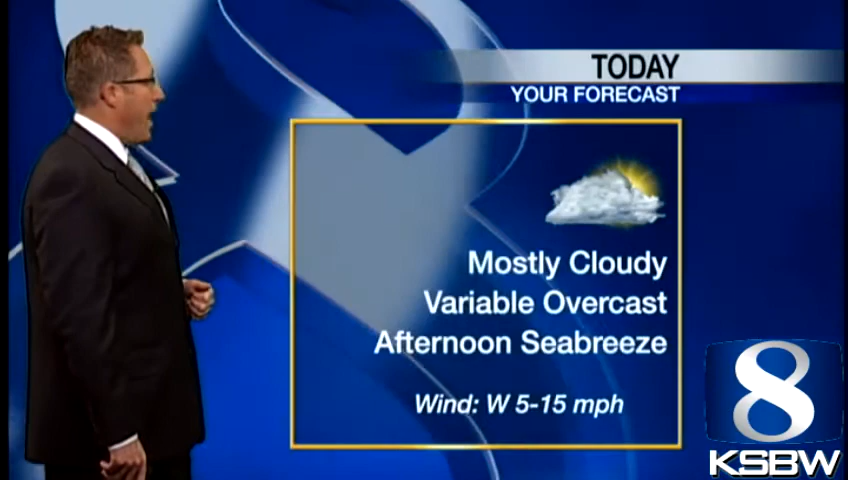 TODAY
YOUR FORECAST
Mostly Cloudy
Variable Overcast
Afternoon Seabreeze
Wind: W 5-15 mph
8
KSBW